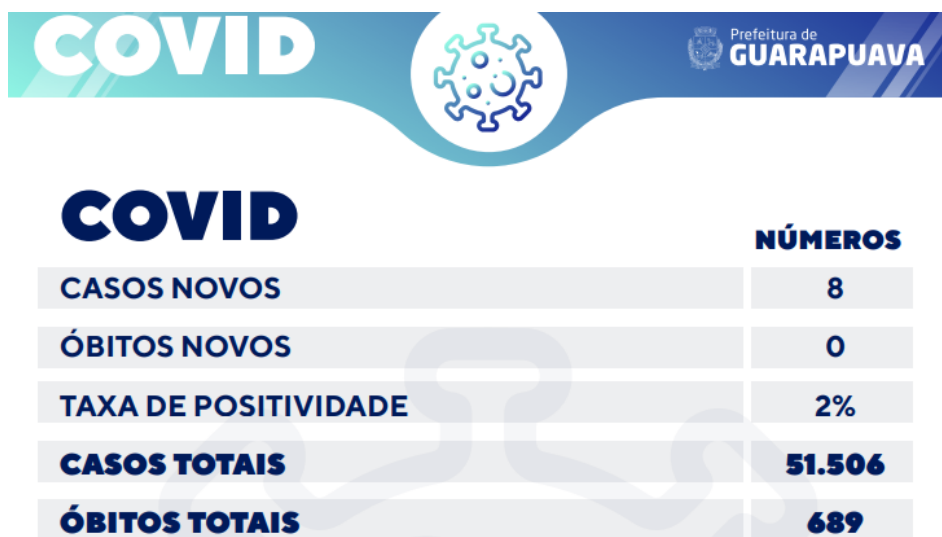 COVID
Prefeitura de
GUARAPUAVA
COVID
NÚMEROS
CASOS NOVOS 8
ÓBITOS NOVOS 0
TAXA DE POSITIVIDADE 2%
CASOS TOTAIS 51.506
ÓBITOS TOTAIS 689